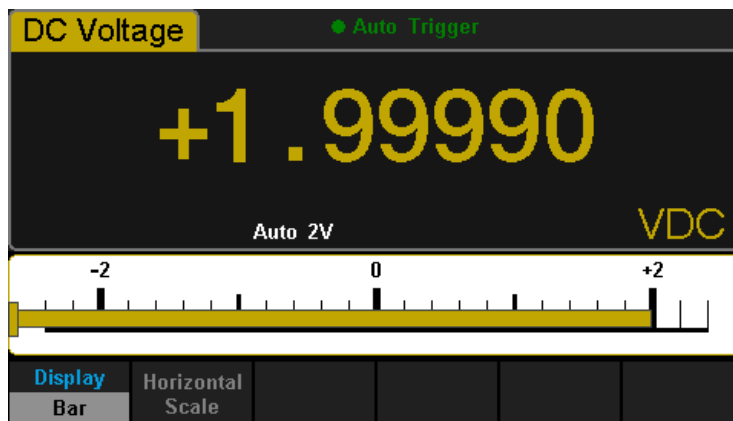 DC Voltage
Auto Trigger
+1.99990
Auto 2V
VDC
-2 0 +2
Display
Horizontal
Scale
Bar